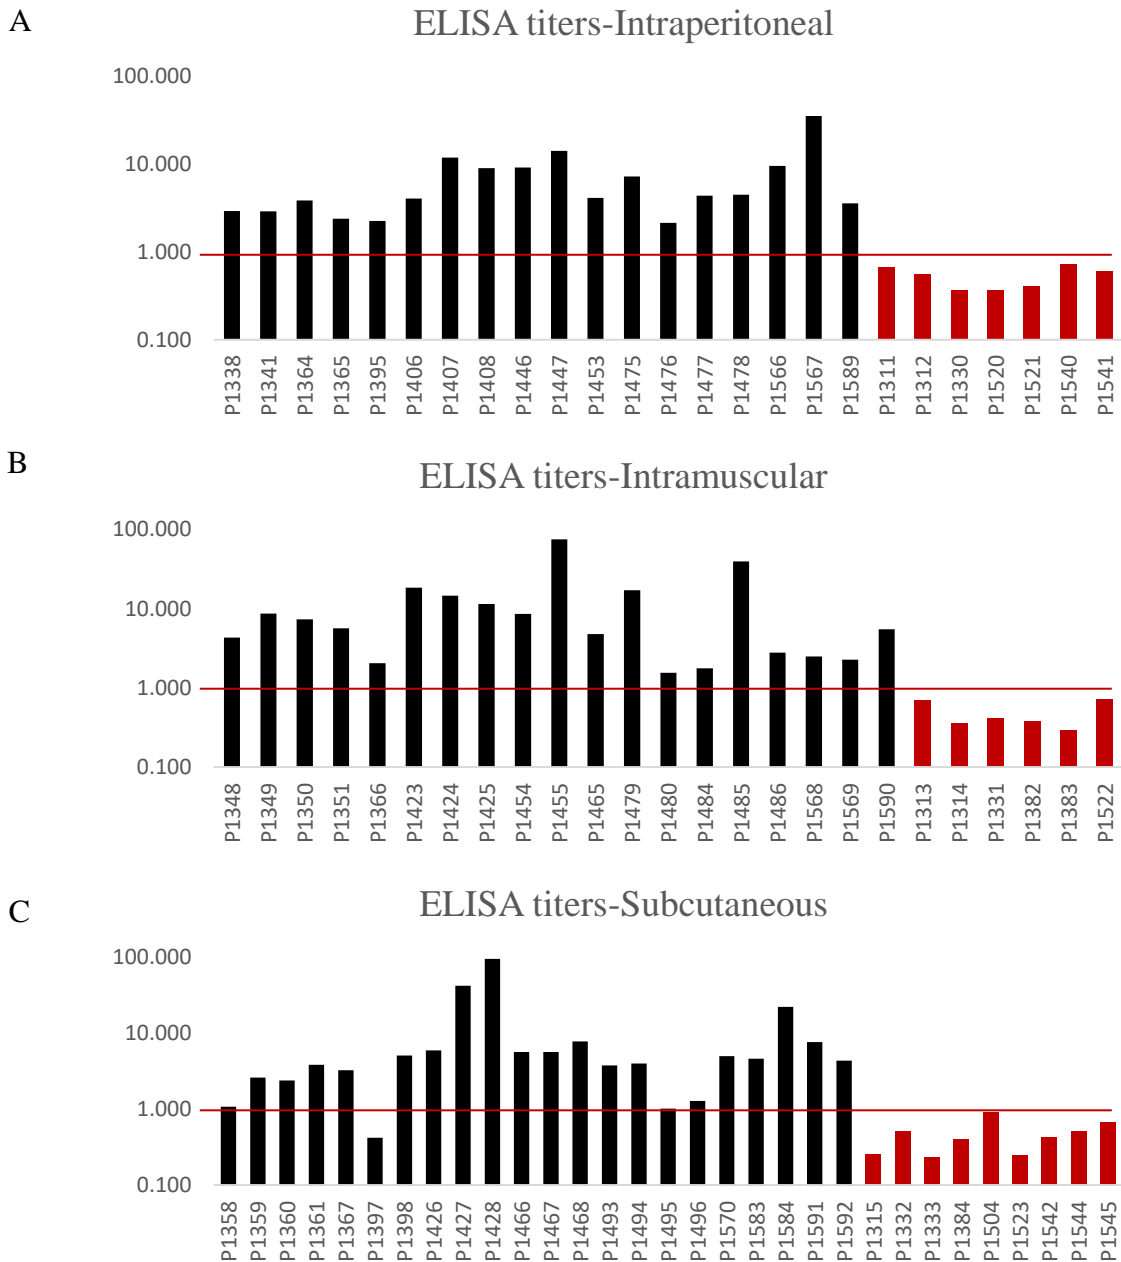 A
ELISA titers-Intraperitoneal
100.000
10.000
1.000
0.100
P1338 P1341 P1364 P1365 P1395 P1406 P1407 P1408 P1446 P1447 P1453 P1475 P1476 P1477 P1478 P1566 P1567 P1589 P1311 P1312 P1330 P1520 P1521 P1540 P1541
B
ELISA titers-Intramuscular
100.000
10.000
1.000
0.100
P1348 P1349 P1350 P1351 P1366 P1423 P1424 P1425 P1454 P1455 P1465 P1479 P1480 P1484 P1485 P1486 P1568 P1569 P1590 P1313 P1314 P1331 P1382 P1383 P1522
C
ELISA titers-Subcutaneous
100.000
10.000
1.000
0.100
P1358 P1359 P1360 P1361 P1367 P1397 P1398 P1426 P1427 P1428 P1466 P1467 P1468 P1493 P1494 P1495 P1496 P1570 P1583 P1584 P1591 P1592 P1315 P1332 P1333 P1384 P1504 P1523 P1542 P1544 P1545